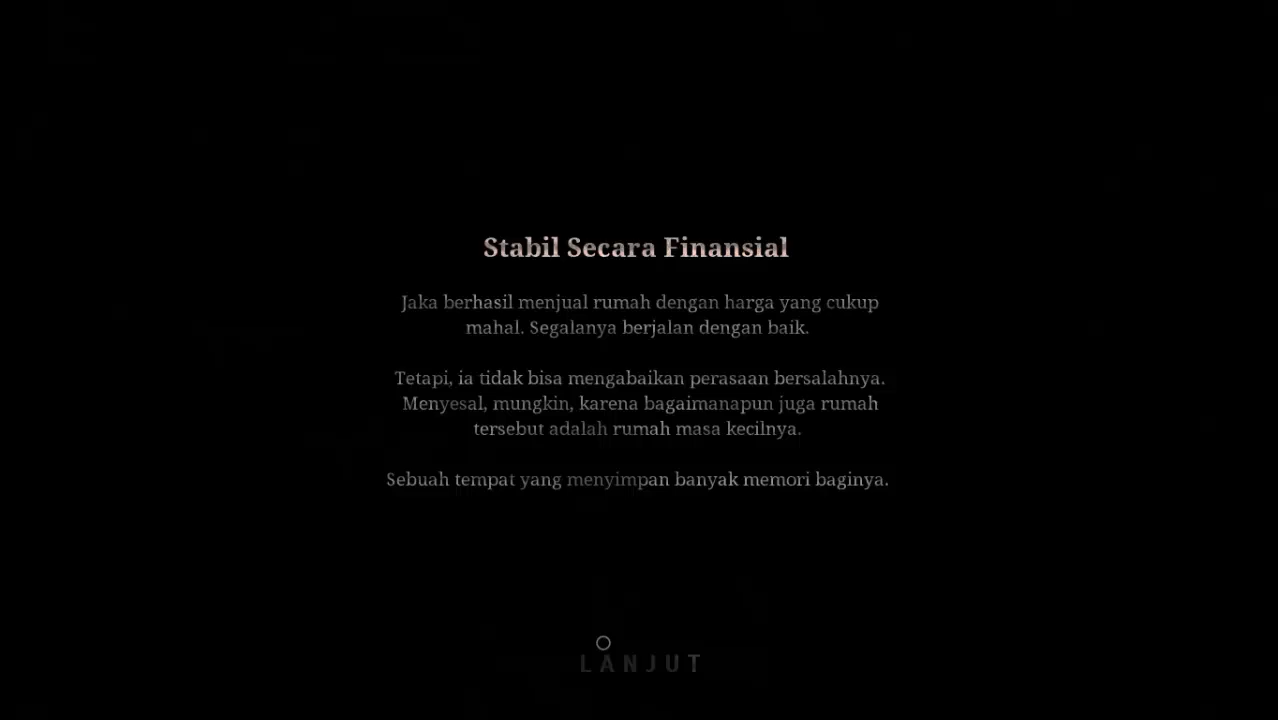 Stabil Secara Finansial
Jaka berhasil menjual rumah dengan harga yang cukup
mahal. Segalanya berjalan dengan baik.
Tetapi, ia tidak bisa mengabaikan perasaan bersalahnya.
Menyesal, mungkin, karena bagaimanapun juga rumah
tersebut adalah rumah masa kecilnya.
Sebuah tempat yang menyimpan banyak memori baginya.
LANJUT